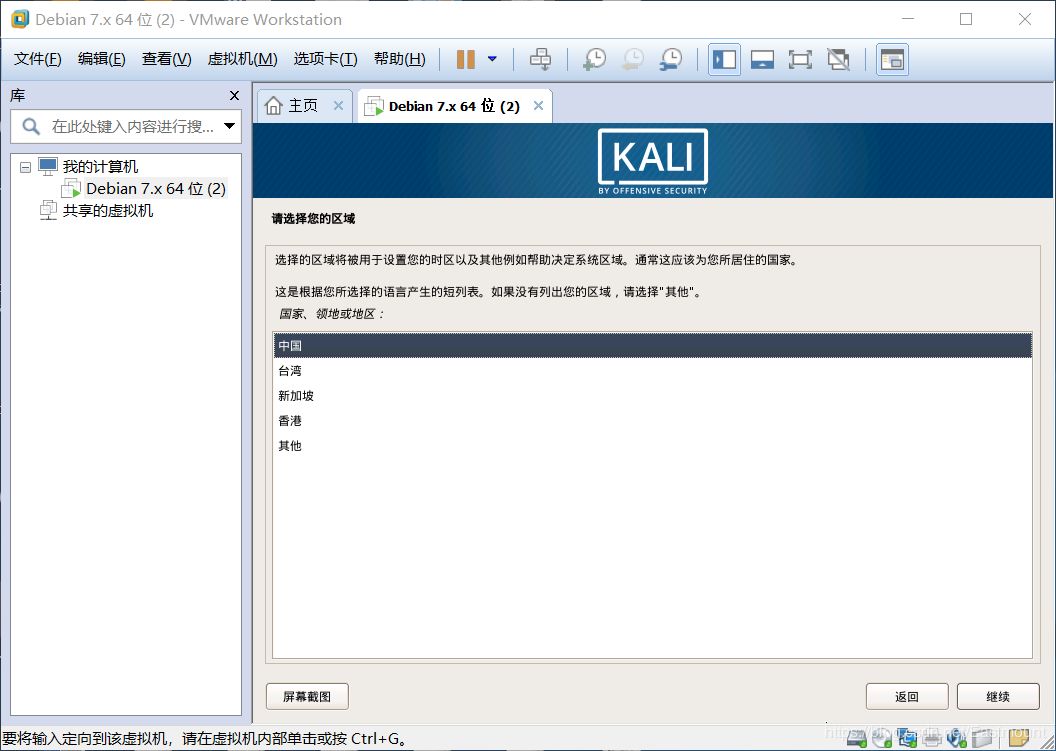 Debian 7.x 64 位 (2) - VMware Workstation
文件(F) 编辑(E) 查看(V) 虚拟机(M) 选项卡(T) 帮助(H)
库
在此处键入内容进行搜...
我的计算机
Debian 7.x 64 位 (2)
共享的虚拟机
主页
Debian 7.x 64 位 (2)
KALI
BY OFFENSIVE SECURITY
请选择您的区域
选择的区域将被用于设置您的时区以及其他例如帮助决定系统区域。通常这应该为您所居住的国家。
这是根据您所选择的语言产生的短列表。如果没有列出您的区域，请选择"其他"。
国家、领地或地区：
中国
台湾
新加坡
香港
其他
屏幕截图 返回 继续
要将输入定向到该虚拟机，请在虚拟机内部单击或按 Ctrl+G。